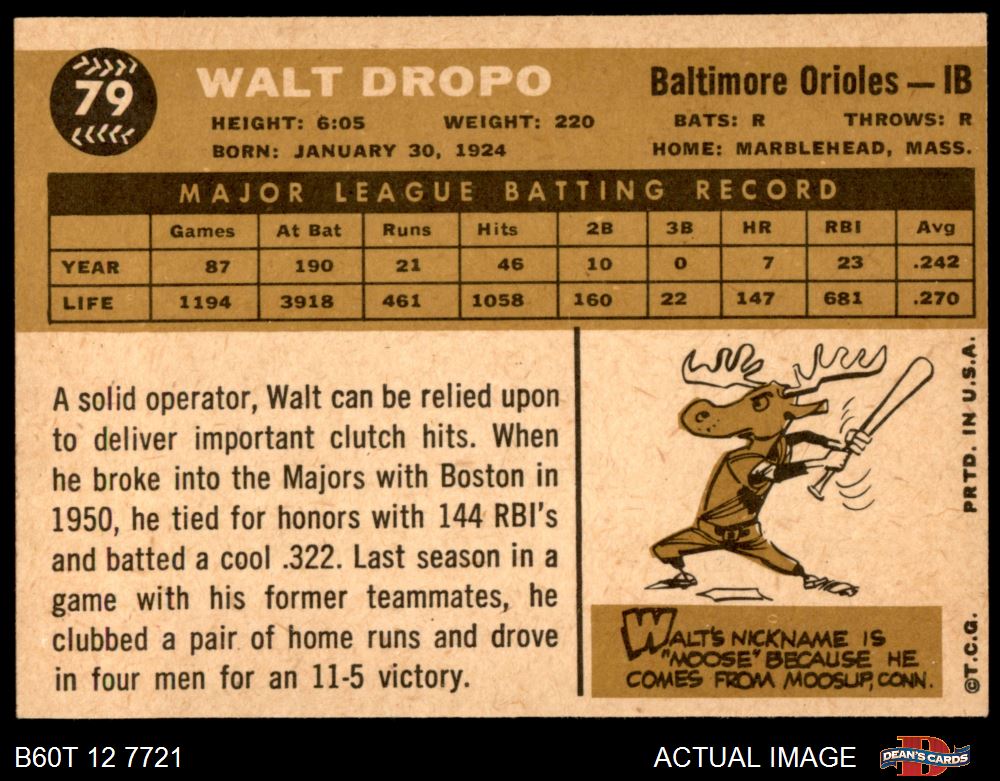 79
WALT DROPO
Baltimore Orioles — 1B
HEIGHT: 6:05 WEIGHT: 220 BATS: R THROWS: R
BORN: JANUARY 30, 1924 HOME: MARBLEHEAD, MASS.
MAJOR LEAGUE BATTING RECORD
Games At Bat Runs Hits 2B 3B HR RBI Avg
YEAR 87 190 21 46 10 0 7 23 .242
LIFE 1194 3918 461 1058 160 22 147 681 .270
A solid operator, Walt can be relied upon
to deliver important clutch hits. When
he broke into the Majors with Boston in
1950, he tied for honors with 144 RBI's
and batted a cool .322. Last season in a
game with his former teammates, he
clubbed a pair of home runs and drove
in four men for an 11-5 victory.
WALT'S NICKNAME IS
"MOOSE" BECAUSE HE
COMES FROM MOOSUP, CONN.
PRTD. IN U.S.A.
©T.C.G.
B60T 12 7721
ACTUAL IMAGE
DEAN'S CARDS